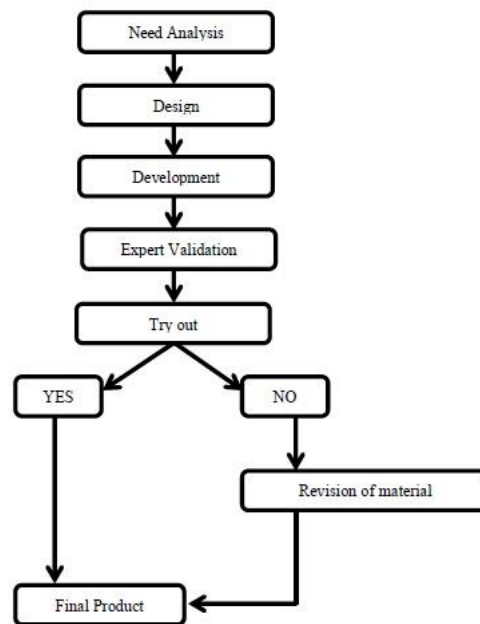 Need Analysis
Design
Development
Expert Validation
Try out
YES
NO
Revision of material
Final Product